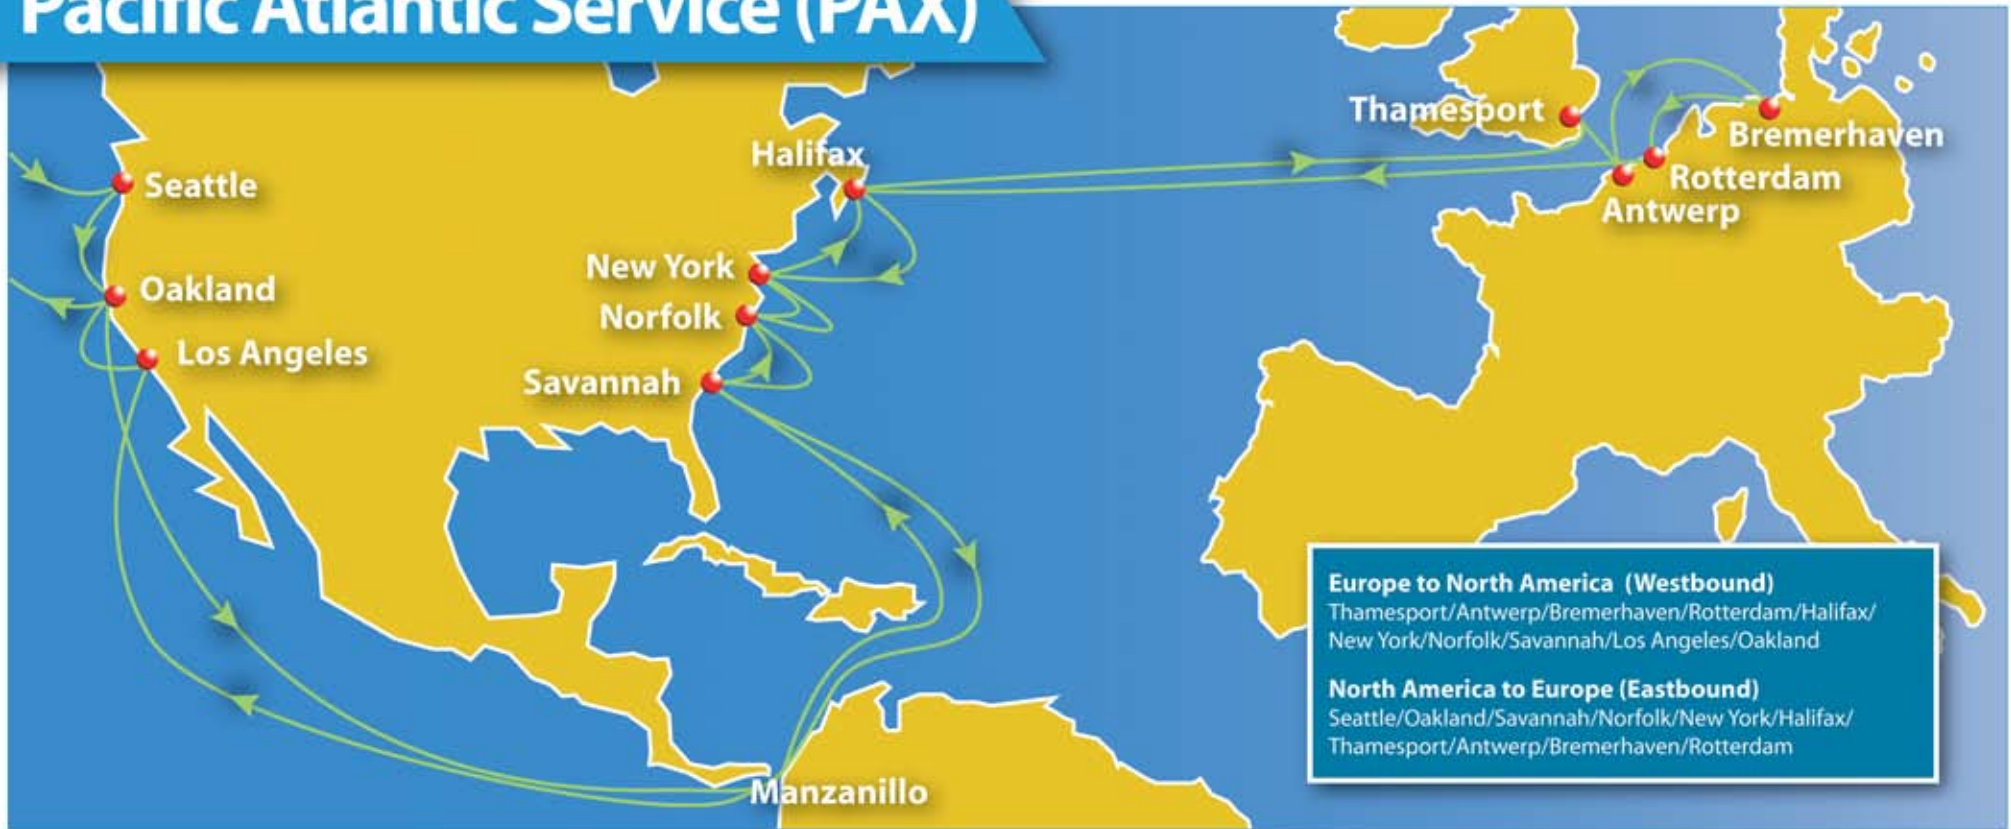 Pacific Atlantic Service (PAX)
Thamesport
Bremerhaven
Halifax
Rotterdam
Seattle
Antwerp
New York
Oakland
Norfolk
Los Angeles
Savannah
Europe to North America (Westbound)
Thamesport/Antwerp/Bremerhaven/Rotterdam/Halifax/
New York/Norfolk/Savannah/Los Angeles/Oakland
North America to Europe (Eastbound)
Seattle/Oakland/Savannah/Norfolk/New York/Halifax/
Thamesport/Antwerp/Bremerhaven/Rotterdam
Manzanillo